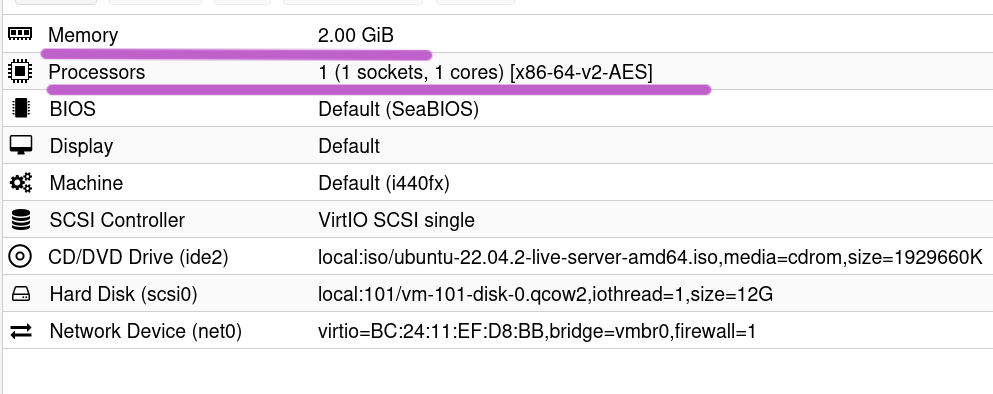 Memory 2.00 GiB
Processors 1 (1 sockets, 1 cores) [x86-64-v2-AES]
BIOS Default (SeaBIOS)
Display Default
Machine Default (i440fx)
SCSI Controller VirtIO SCSI single
CD/DVD Drive (ide2) local:iso/ubuntu-22.04.2-live-server-amd64.iso,media=cdrom,size=1929660K
Hard Disk (scsi0) local:101/vm-101-disk-0.qcow2,iothread=1,size=12G
Network Device (net0) virtio=BC:24:11:EF:D8:BB,bridge=vmbr0,firewall=1